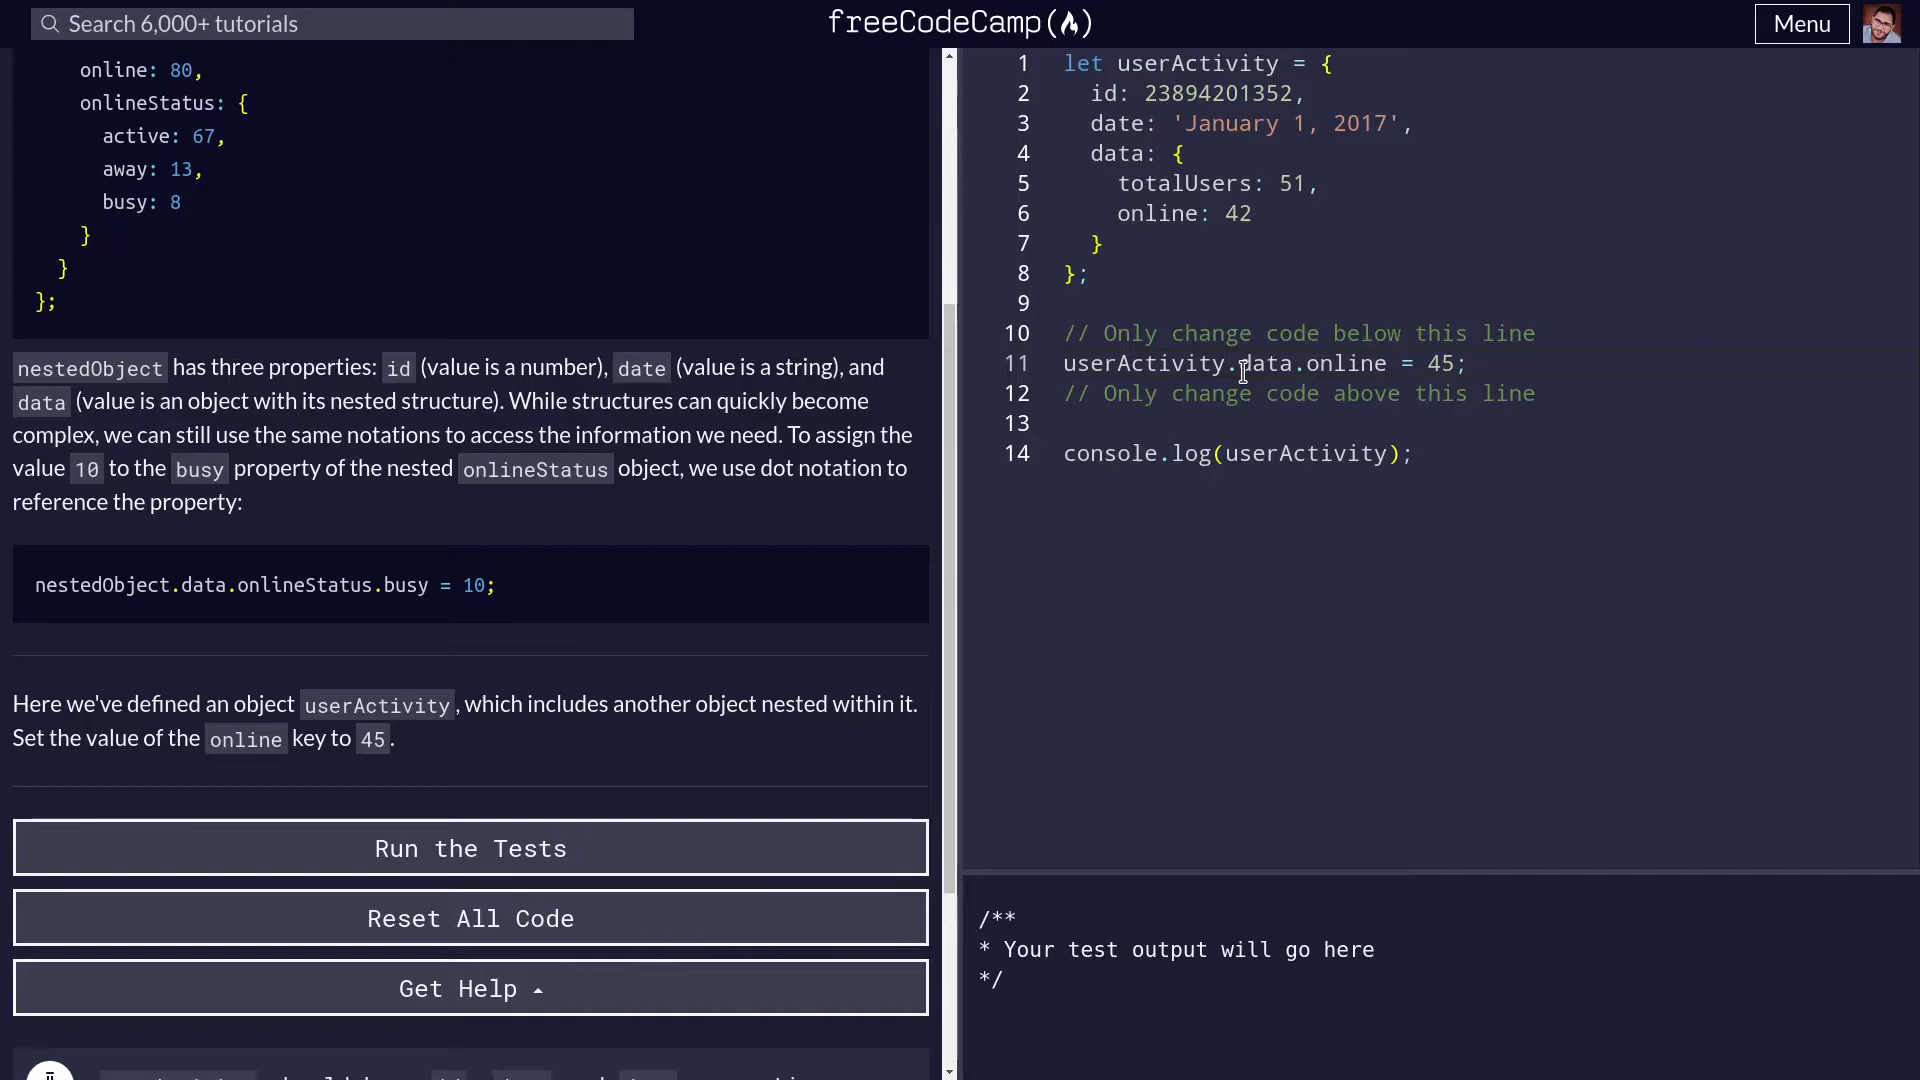 Search 6,000+ tutorials
freeCodeCamp
Menu
online: 80,
onlineStatus: {
active: 67,
away: 13,
busy: 8
}
}
};
nestedObject has three properties: id (value is a number), date (value is a string), and
data (value is an object with its nested structure). While structures can quickly become
complex, we can still use the same notations to access the information we need. To assign the
value 10 to the busy property of the nested onlineStatus object, we use dot notation to
reference the property:
nestedObject.data.onlineStatus.busy = 10;
Here we've defined an object userActivity, which includes another object nested within it.
Set the value of the online key to 45.
Run the Tests
Reset All Code
Get Help
1 let userActivity = {
2 id: 23894201352,
3 date: 'January 1, 2017',
4 data: {
5 totalUsers: 51,
6 online: 42
7 }
8 };
9
10 // Only change code below this line
11 userActivity.data.online = 45;
12 // Only change code above this line
13
14 console.log(userActivity);
/**
* Your test output will go here
*/